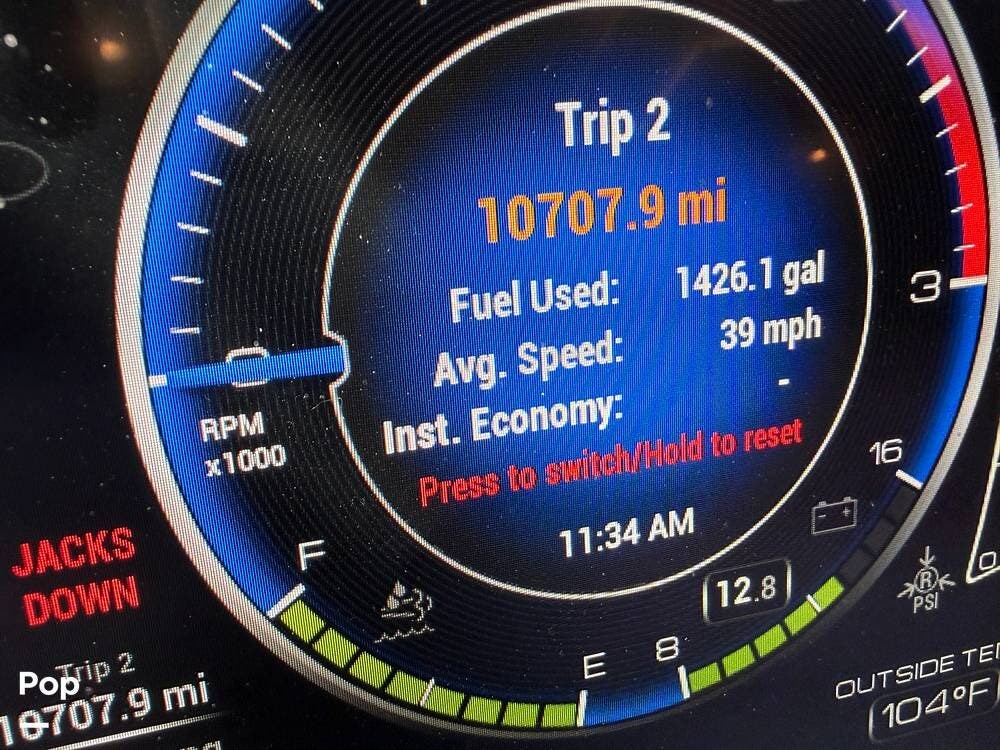 Trip 2
10707.9 mi
Fuel Used: 1426.1 gal
Avg. Speed: 39 mph
Inst. Economy: -
Press to switch/Hold to reset
11:34 AM
3
RPM
x1000
16
F
12.8
E
8
JACKS
DOWN
R
PSI
Trip 2
10707.9 mi
Pop
OUTSIDE
104°F
0